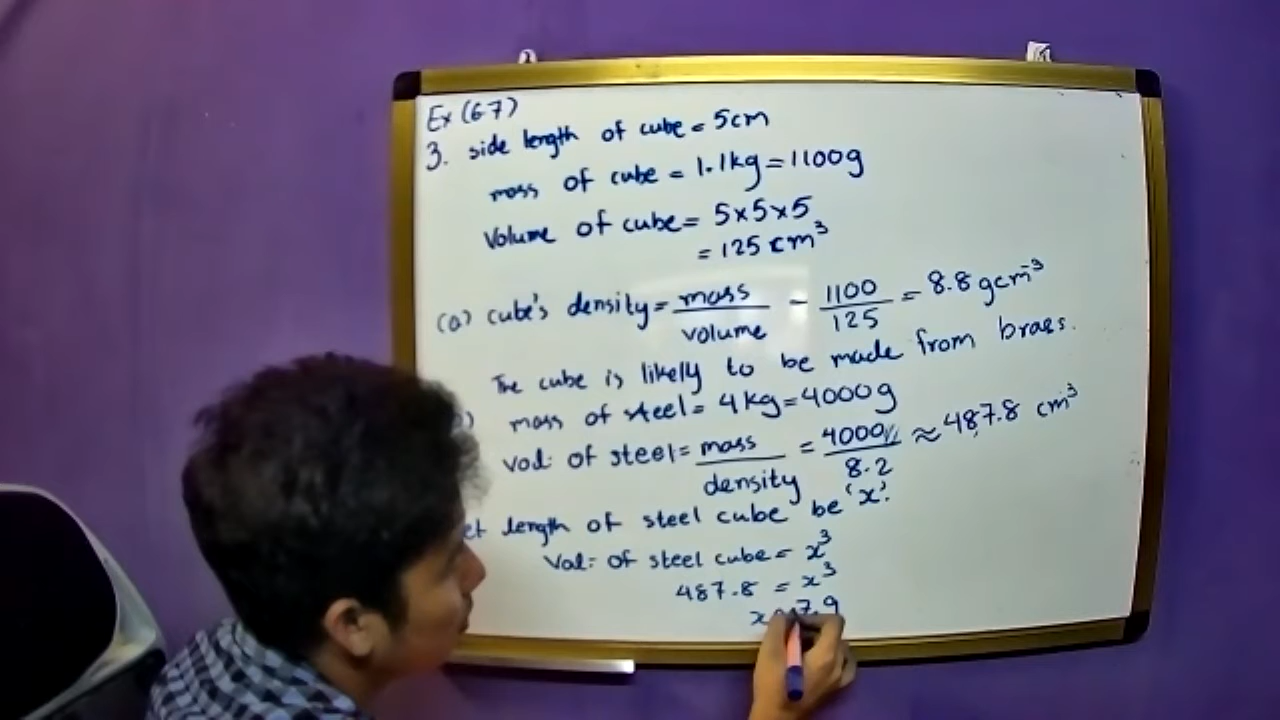 Ex (67)
3. side length of cube = 5cm
mass of cube = 1.1kg = 1100g
Volume of cube = 5×5×5
= 125 cm³
(a) cube's density = mass/volume - 1100/125 = 8.8 gcm⁻³
The cube is likely to be made from brass.
) mass of steel = 4kg = 4000g
vol: of steel = mass/density = 4000/8.2 ≈ 487.8 cm³
et length of steel cube be 'x'.
Vol: of steel cube = x³
487.8 = x³
x 7.9